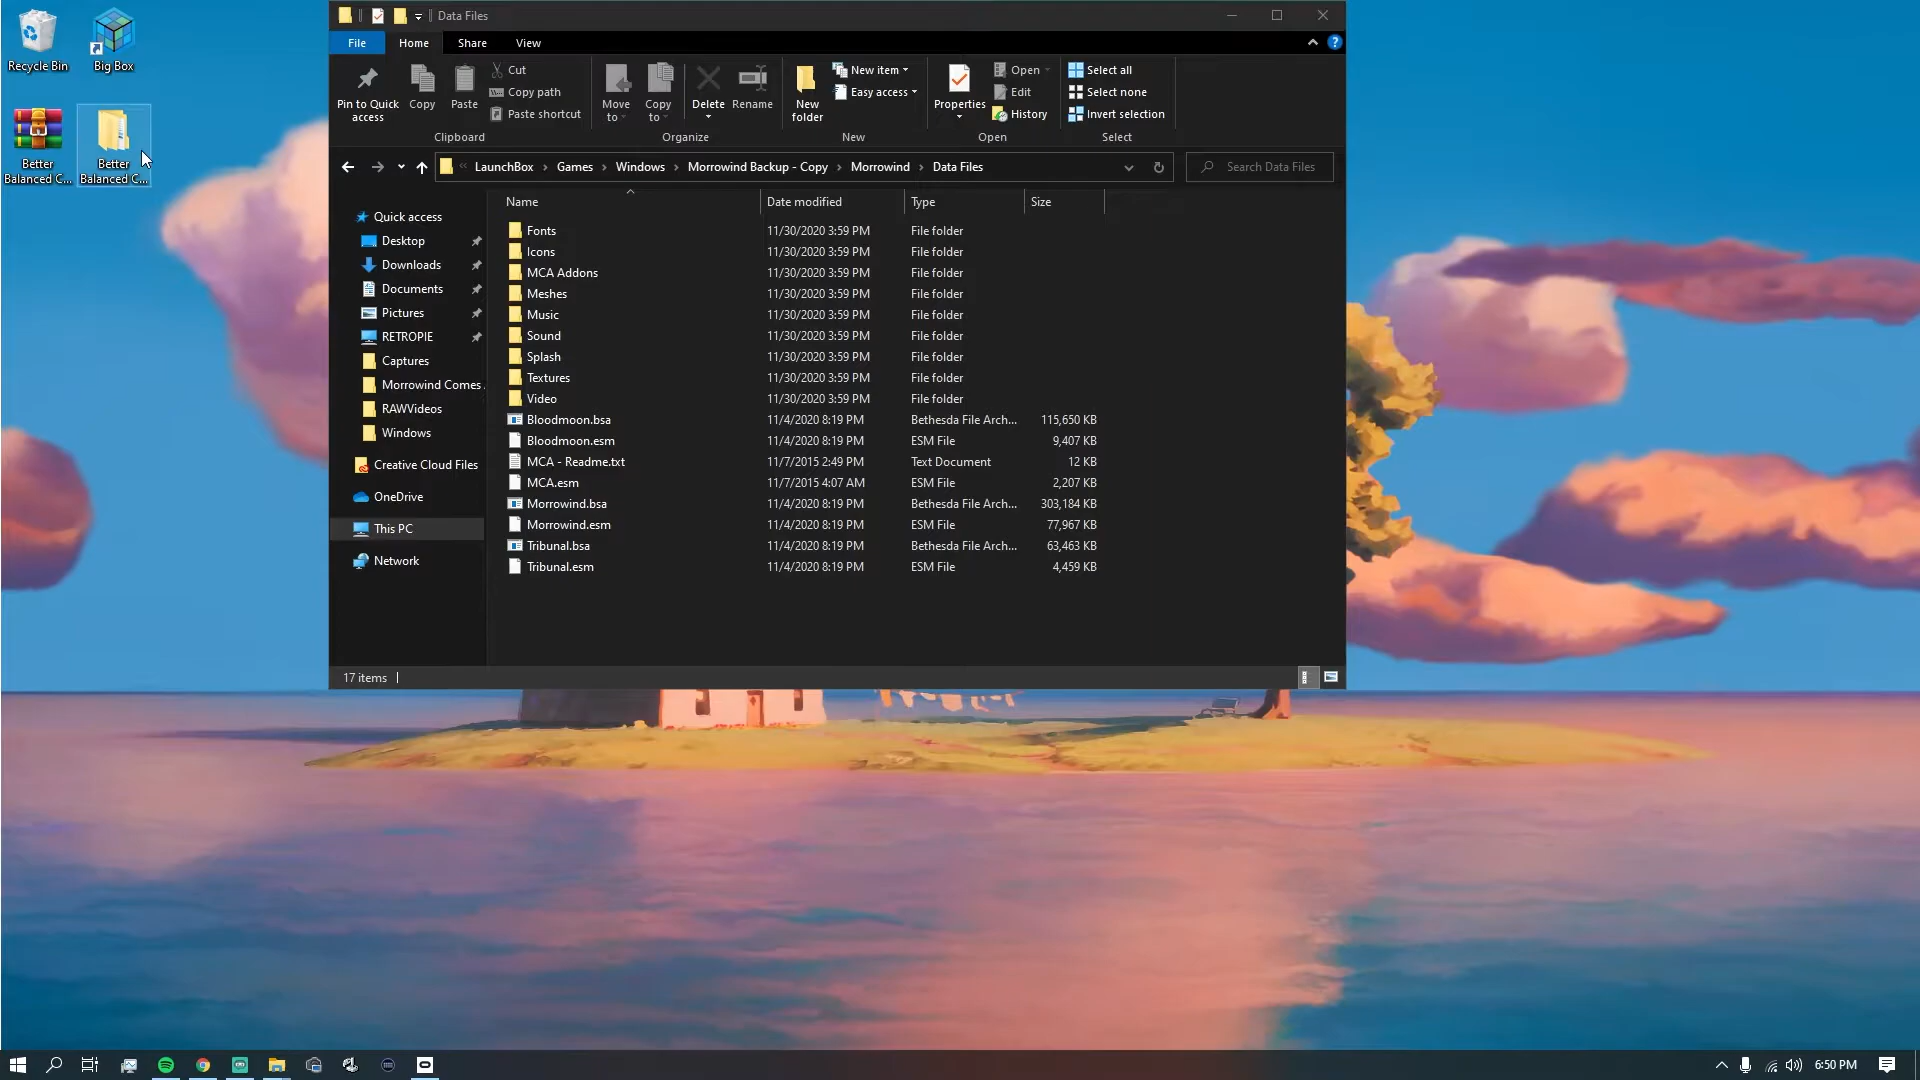 Recycle Bin
Big Box
Better
Balanced C...
Better
Balanced C...
Data Files
File
Home
Share
View
Pin to Quick
access
Copy
Paste
Cut
Copy path
Paste shortcut
Clipboard
Move
to
Copy
to
Delete
Rename
Organize
New
folder
New item
Easy access
New
Properties
Open
Edit
History
Open
Select all
Select none
Invert selection
Select
« LaunchBox › Games › Windows › Morrowind Backup - Copy › Morrowind › Data Files
Search Data Files
Quick access
Desktop
Downloads
Documents
Pictures
RETROPIE
Captures
Morrowind Comes
RAWVideos
Windows
Creative Cloud Files
OneDrive
This PC
Network
Name Date modified Type Size
Fonts 11/30/2020 3:59 PM File folder
Icons 11/30/2020 3:59 PM File folder
MCA Addons 11/30/2020 3:59 PM File folder
Meshes 11/30/2020 3:59 PM File folder
Music 11/30/2020 3:59 PM File folder
Sound 11/30/2020 3:59 PM File folder
Splash 11/30/2020 3:59 PM File folder
Textures 11/30/2020 3:59 PM File folder
Video 11/30/2020 3:59 PM File folder
Bloodmoon.bsa 11/4/2020 8:19 PM Bethesda File Arch... 115,650 KB
Bloodmoon.esm 11/4/2020 8:19 PM ESM File 9,407 KB
MCA - Readme.txt 11/7/2015 2:49 PM Text Document 12 KB
MCA.esm 11/7/2015 4:07 AM ESM File 2,207 KB
Morrowind.bsa 11/4/2020 8:19 PM Bethesda File Arch... 303,184 KB
Morrowind.esm 11/4/2020 8:19 PM ESM File 77,967 KB
Tribunal.bsa 11/4/2020 8:19 PM Bethesda File Arch... 63,463 KB
Tribunal.esm 11/4/2020 8:19 PM ESM File 4,459 KB
17 items
6:50 PM